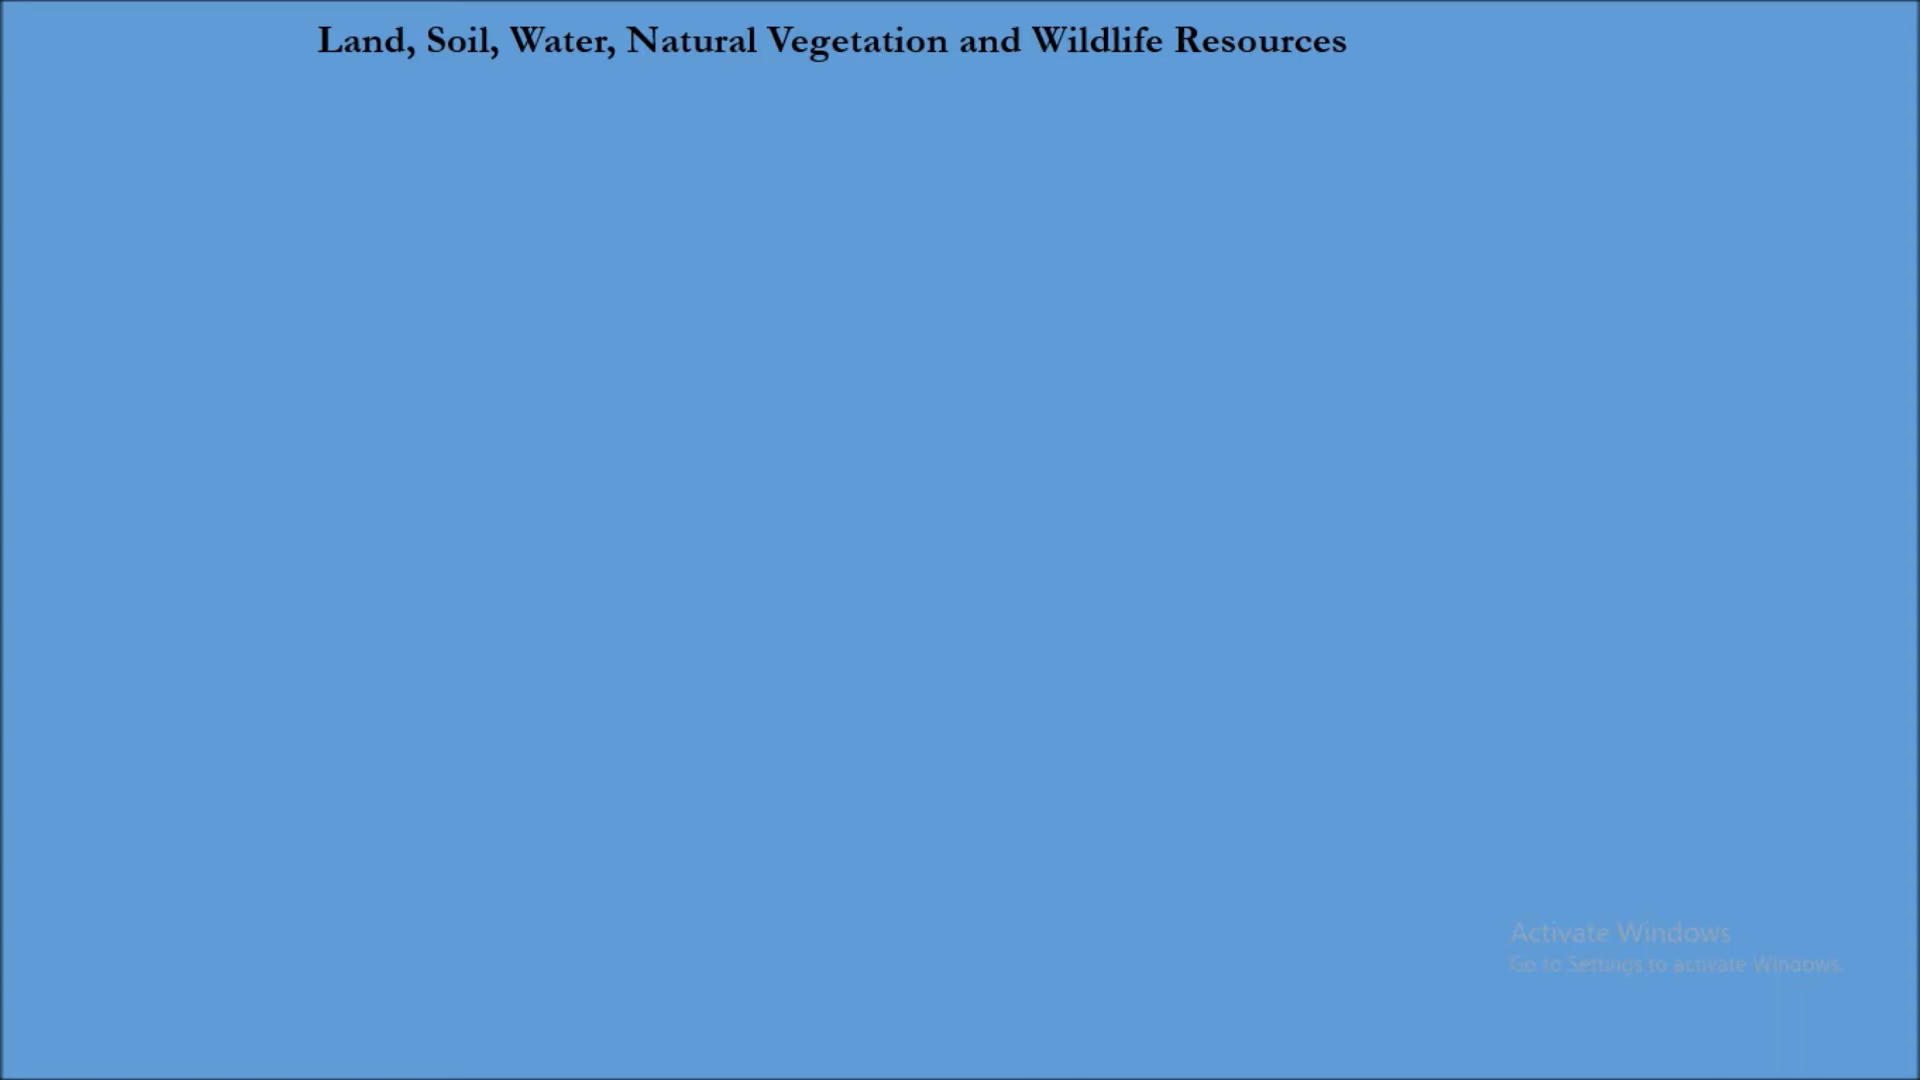 Land, Soil, Water, Natural Vegetation and Wildlife Resources
Activate Windows
Go to Settings to activate Windows.